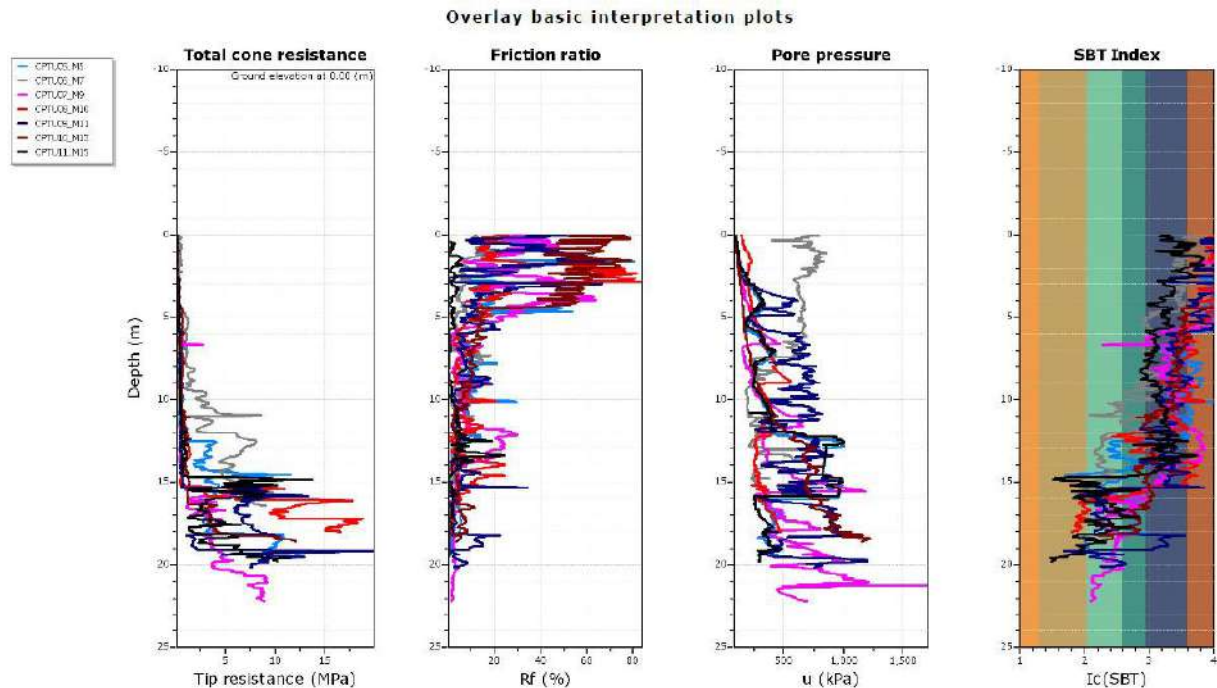 Overlay basic interpretation plots
Total cone resistance
Friction ratio
Pore pressure
SBT Index
CPTU05_M5
CPTU06_M7
CPTU07_M9
CPTU08_M10
CPTU09_M11
CPTU10_M13
CPTU11_M15
Ground elevation at 0.00 (m)
-10 -10 -10 -10
-5 -5 -5 -5
0 0 0 0
5 5 5 5
10 10 10 10
15 15 15 15
20 20 20 20
25 25 25 25
Depth (m)
5 10 15
20 40 60 80
500 1,000 1,500
1 2 3 4
Tip resistance (MPa)
Rf (%)
u (kPa)
Ic(SBT)